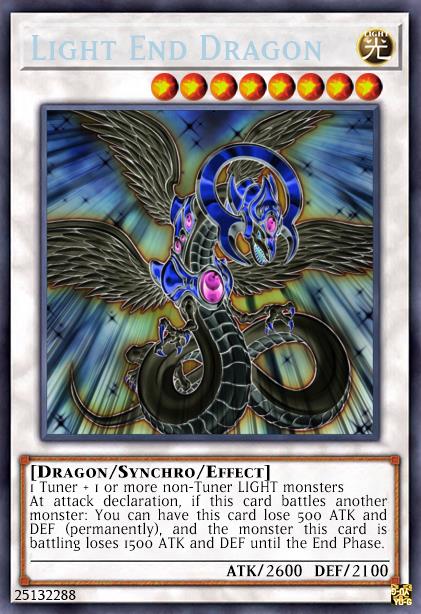 LIGHT END DRAGON
LIGHT
光
[DRAGON/SYNCHRO/EFFECT]
1 Tuner + 1 or more non-Tuner LIGHT monsters
At attack declaration, if this card battles another
monster: You can have this card lose 500 ATK and
DEF (permanently), and the monster this card is
battling loses 1500 ATK and DEF until the End Phase.
ATK/2600 DEF/2100
25132288